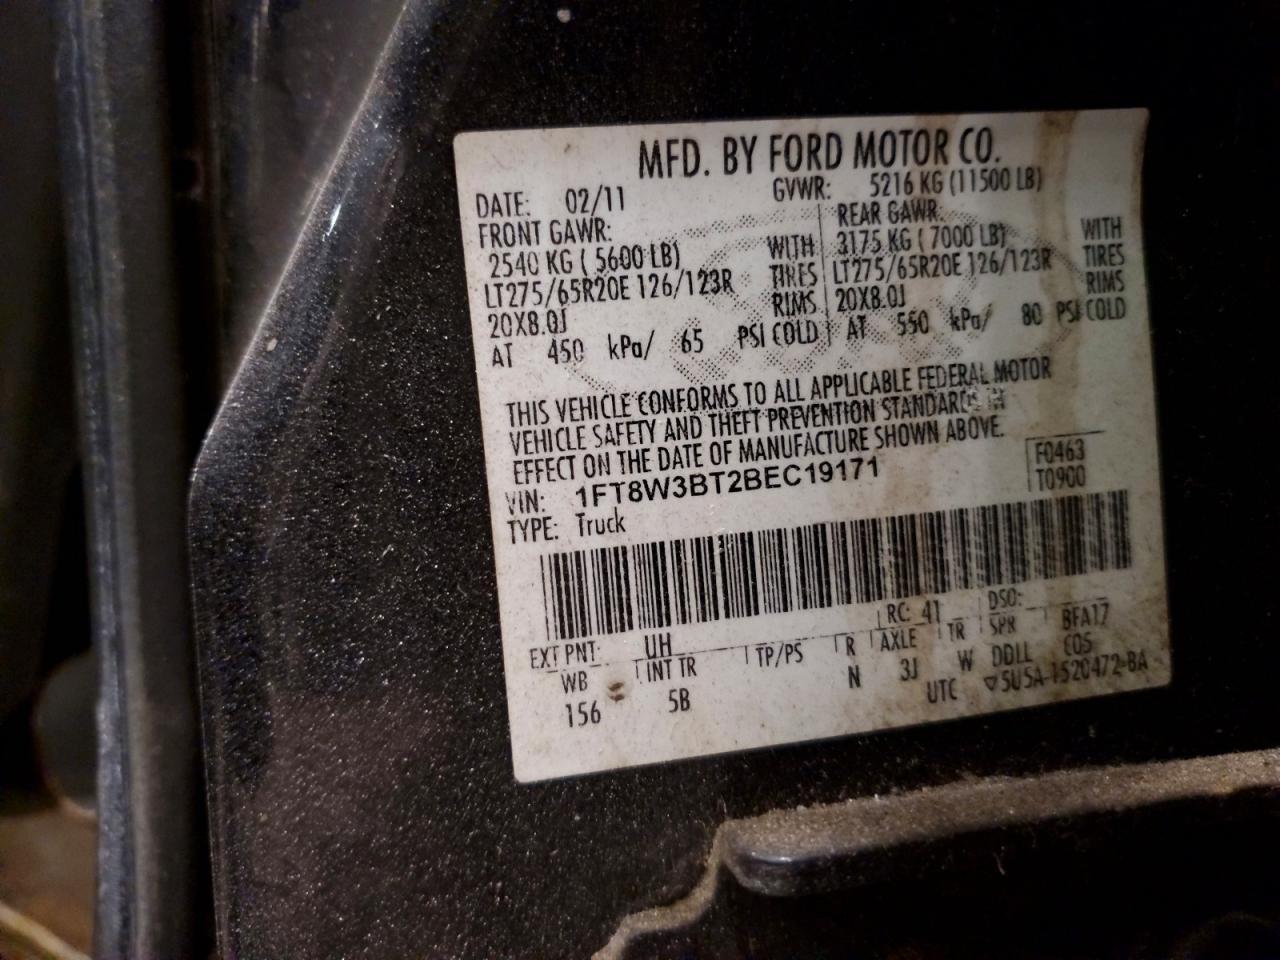 MFD. BY FORD MOTOR CO.
DATE: 02/11 GVWR: 5216 KG (11500 LB)
FRONT GAWR: REAR GAWR:
2540 KG ( 5600 LB) WITH 3175 KG ( 7000 LB) WITH
LT275/65R20E 126/123R TIRES LT275/65R20E 126/123R TIRES
20X8.0J RIMS 20X8.0J RIMS
AT 450 kPa/ 65 PSI COLD AT 550 kPa/ 80 PSI COLD
THIS VEHICLE CONFORMS TO ALL APPLICABLE FEDERAL MOTOR
VEHICLE SAFETY AND THEFT PREVENTION STANDARDS IN
EFFECT ON THE DATE OF MANUFACTURE SHOWN ABOVE.
VIN: 1FT8W3BT2BEC19171 F0463
TYPE: Truck T0900
EXT PNT: UH RC: 41 DSO:
WB INT TR TP/PS R AXLE TR SPR BFA17
156 5B N 3J W DDLL COS
UTC ▽5U5A-1520472-BA